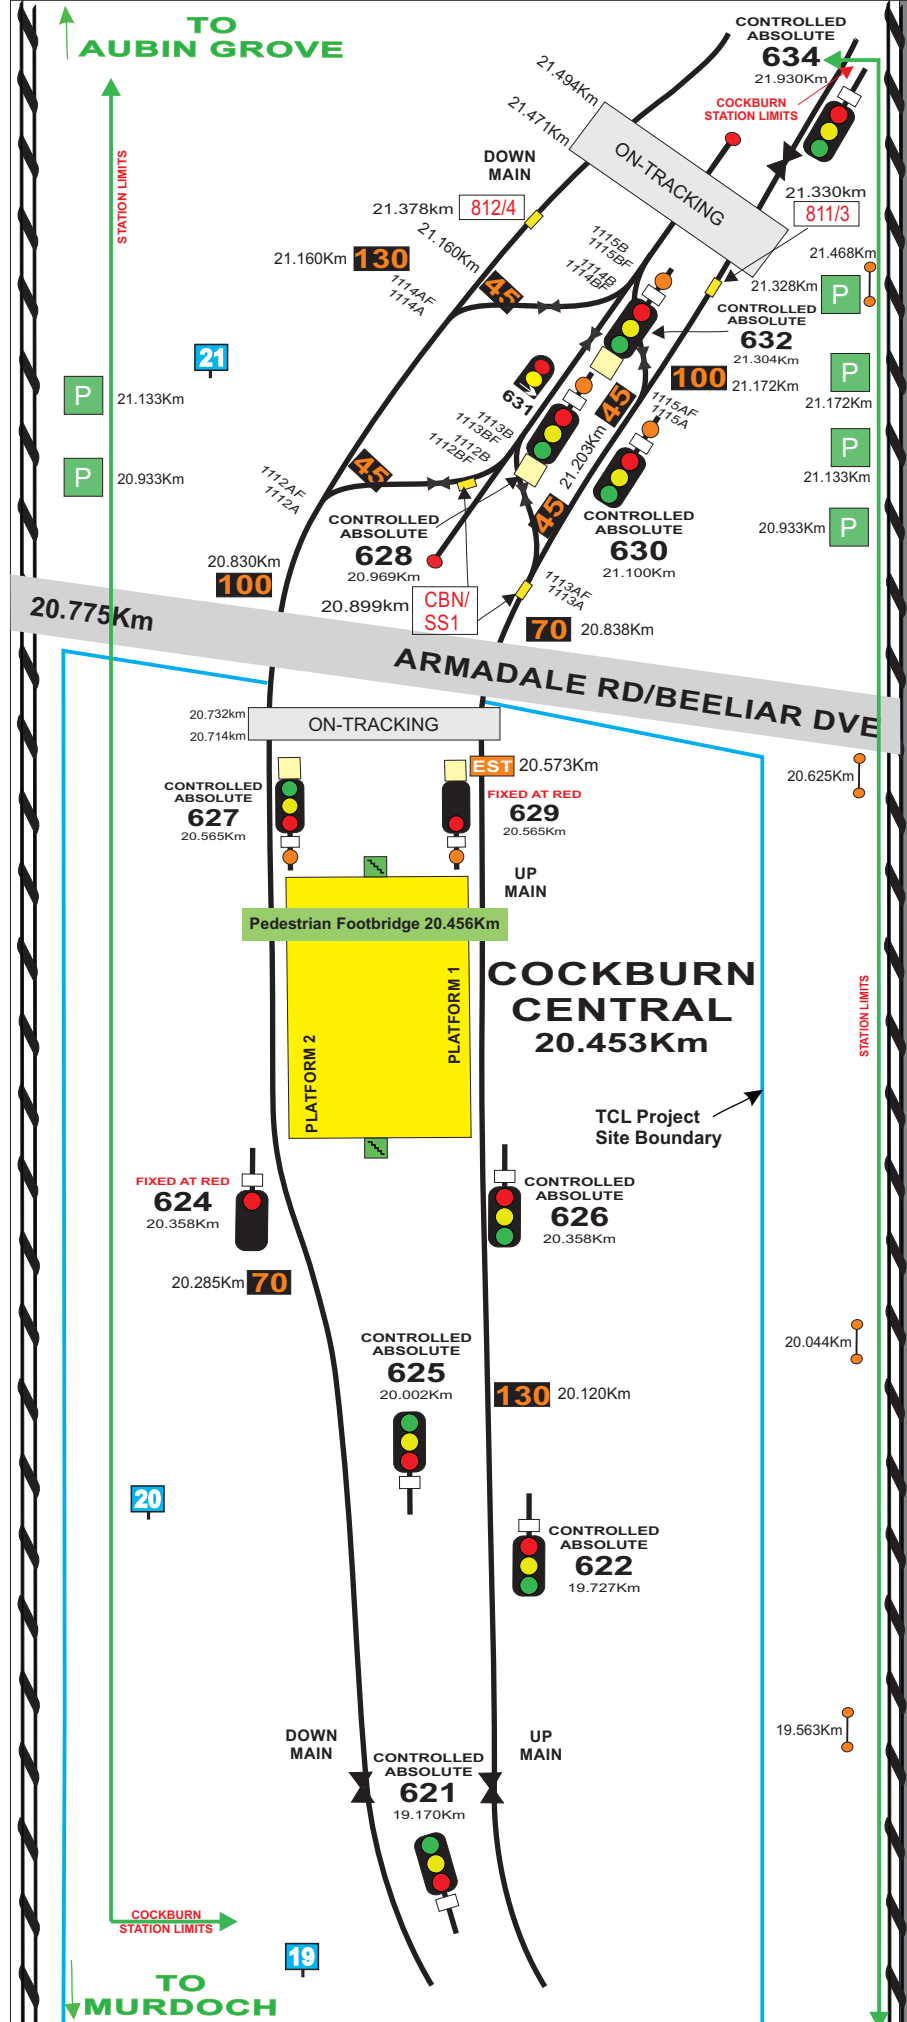 TO
AUBIN GROVE
CONTROLLED
ABSOLUTE
634
21.930Km
COCKBURN
STATION LIMITS
21.494Km
21.471Km
ON-TRACKING
STATION LIMITS
DOWN
MAIN
21.378km
812/4
21.330km
811/3
21.160Km
130
21.160Km
45
1115B
1115BF
1114B
1114BF
1114AF
1114A
21.468Km
21.328Km
P
CONTROLLED
ABSOLUTE
632
21.304Km
21
631
100
21.172Km
P
21.172Km
P
21.133Km
45
1115AF
1115A
1113B
1113BF
1112B
1112BF
21.203Km
P
21.133Km
P
20.933Km
45
1112AF
1112A
45
CONTROLLED
ABSOLUTE
628
20.969Km
CONTROLLED
ABSOLUTE
630
21.100Km
20.933Km
P
20.830Km
100
1113AF
1113A
20.899km
CBN/
SS1
70
20.838Km
20.775Km
ARMADALE RD/BEELIAR DVE
20.732km
20.714km
ON-TRACKING
EST
20.573Km
20.625Km
CONTROLLED
ABSOLUTE
627
20.565Km
FIXED AT RED
629
20.565Km
UP
MAIN
Pedestrian Footbridge 20.456Km
PLATFORM 1
PLATFORM 2
COCKBURN
CENTRAL
20.453Km
STATION LIMITS
TCL Project
Site Boundary
FIXED AT RED
624
20.358Km
CONTROLLED
ABSOLUTE
626
20.358Km
20.285Km
70
20.044Km
CONTROLLED
ABSOLUTE
625
20.002Km
130
20.120Km
20
CONTROLLED
ABSOLUTE
622
19.727Km
19.563Km
DOWN
MAIN
UP
MAIN
CONTROLLED
ABSOLUTE
621
19.170Km
COCKBURN
STATION LIMITS
19
TO
MURDOCH